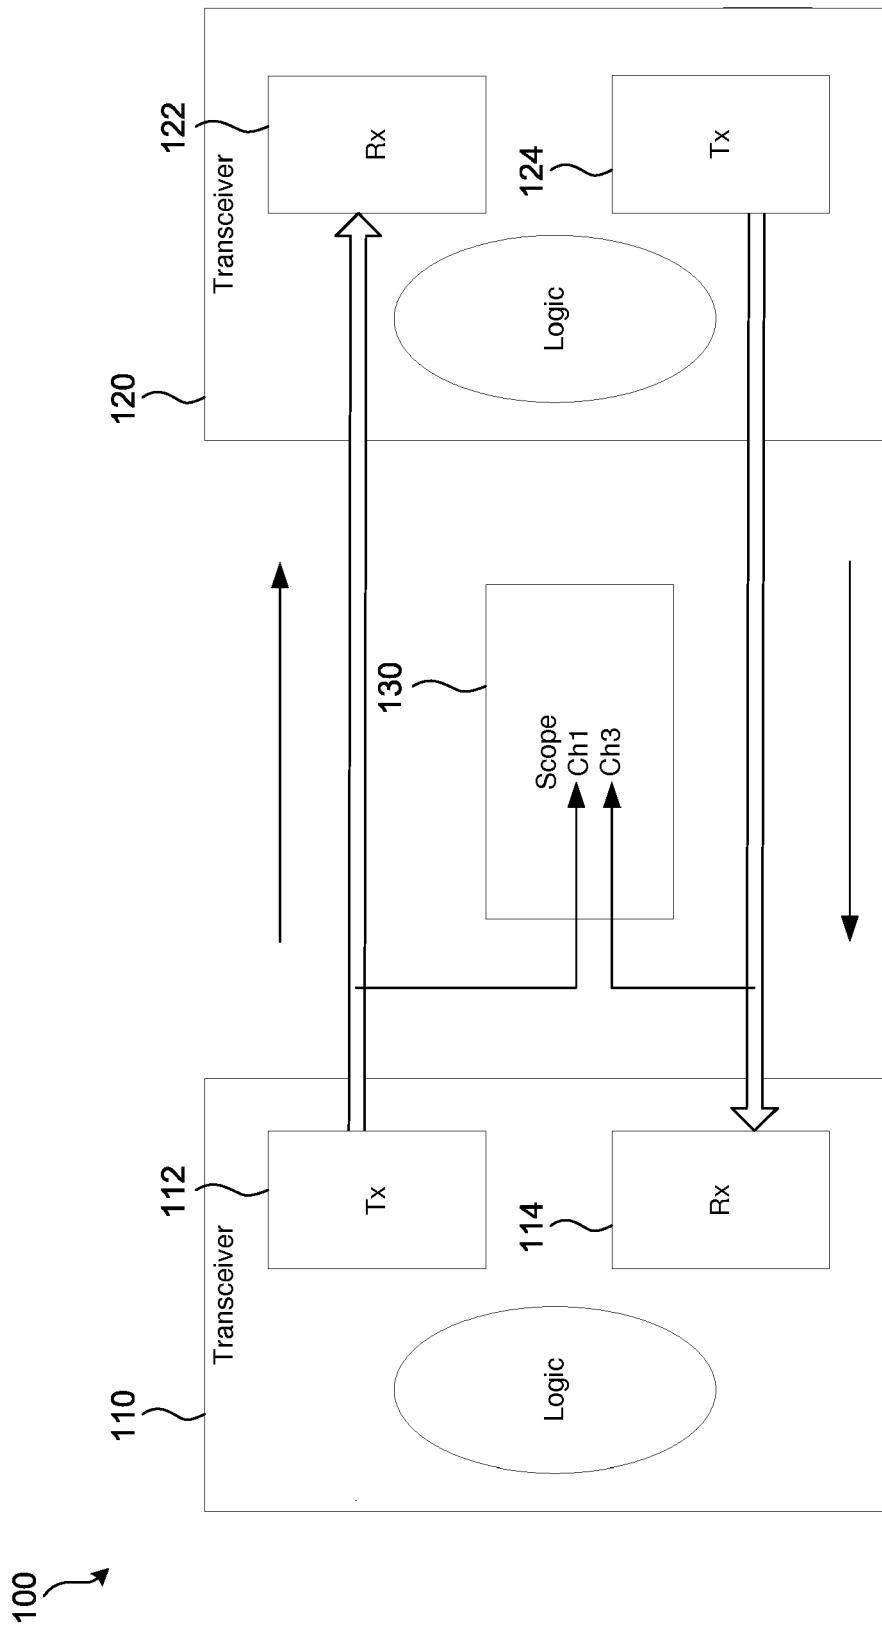 100
110
Transceiver
112
Tx
Logic
114
Rx
130
Scope
Ch1
Ch3
120
Transceiver
122
Rx
Logic
124
Tx